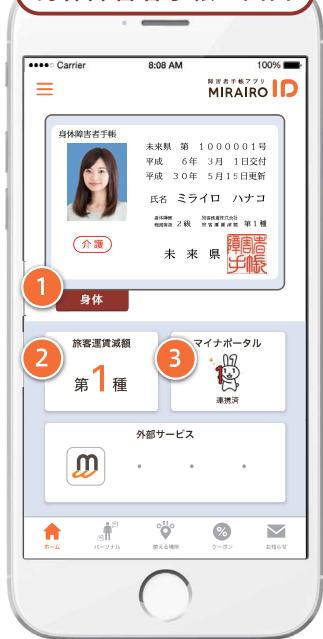 Carrier 8:08 AM 100%
障害者手帳アプリ
MIRAIRO ID
身体障害者手帳
未来県 第 1000001号
平成 6年 3月 1日交付
平成 30年 5月15日更新
氏名 ミライロ ハナコ
2級 第1種
介護
未来県
障害者手帳
1
身体
2
旅客運賃減額
第1種
3
マイナポータル
連携済
外部サービス
m
ホーム
パーソナル
使える場所
クーポン
お知らせ